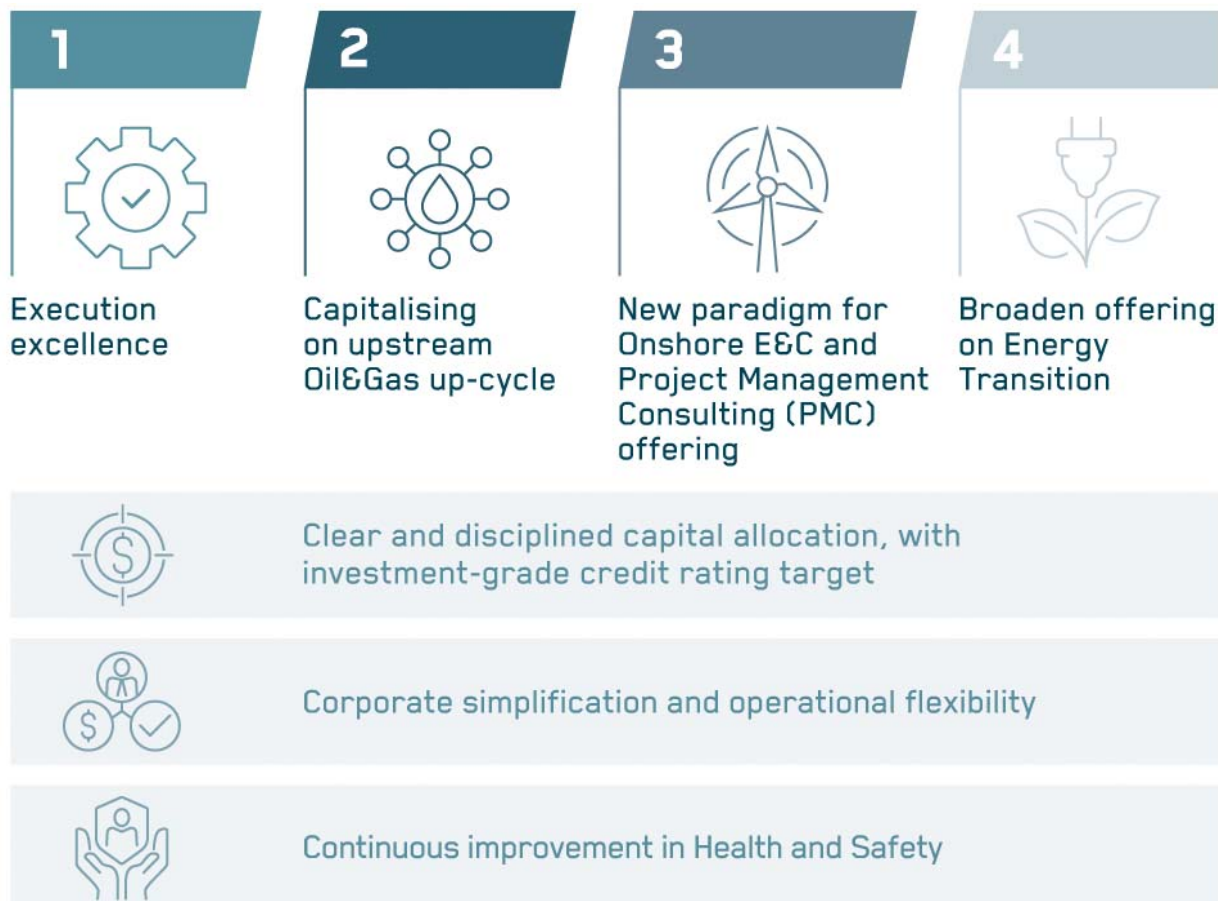 1
Execution
excellence
2
Capitalising
on upstream
Oil&Gas up-cycle
3
New paradigm for
Onshore E&C and
Project Management
Consulting (PMC)
offering
4
Broaden offering
on Energy
Transition
$
Clear and disciplined capital allocation, with
investment-grade credit rating target
$
Corporate simplification and operational flexibility
Continuous improvement in Health and Safety